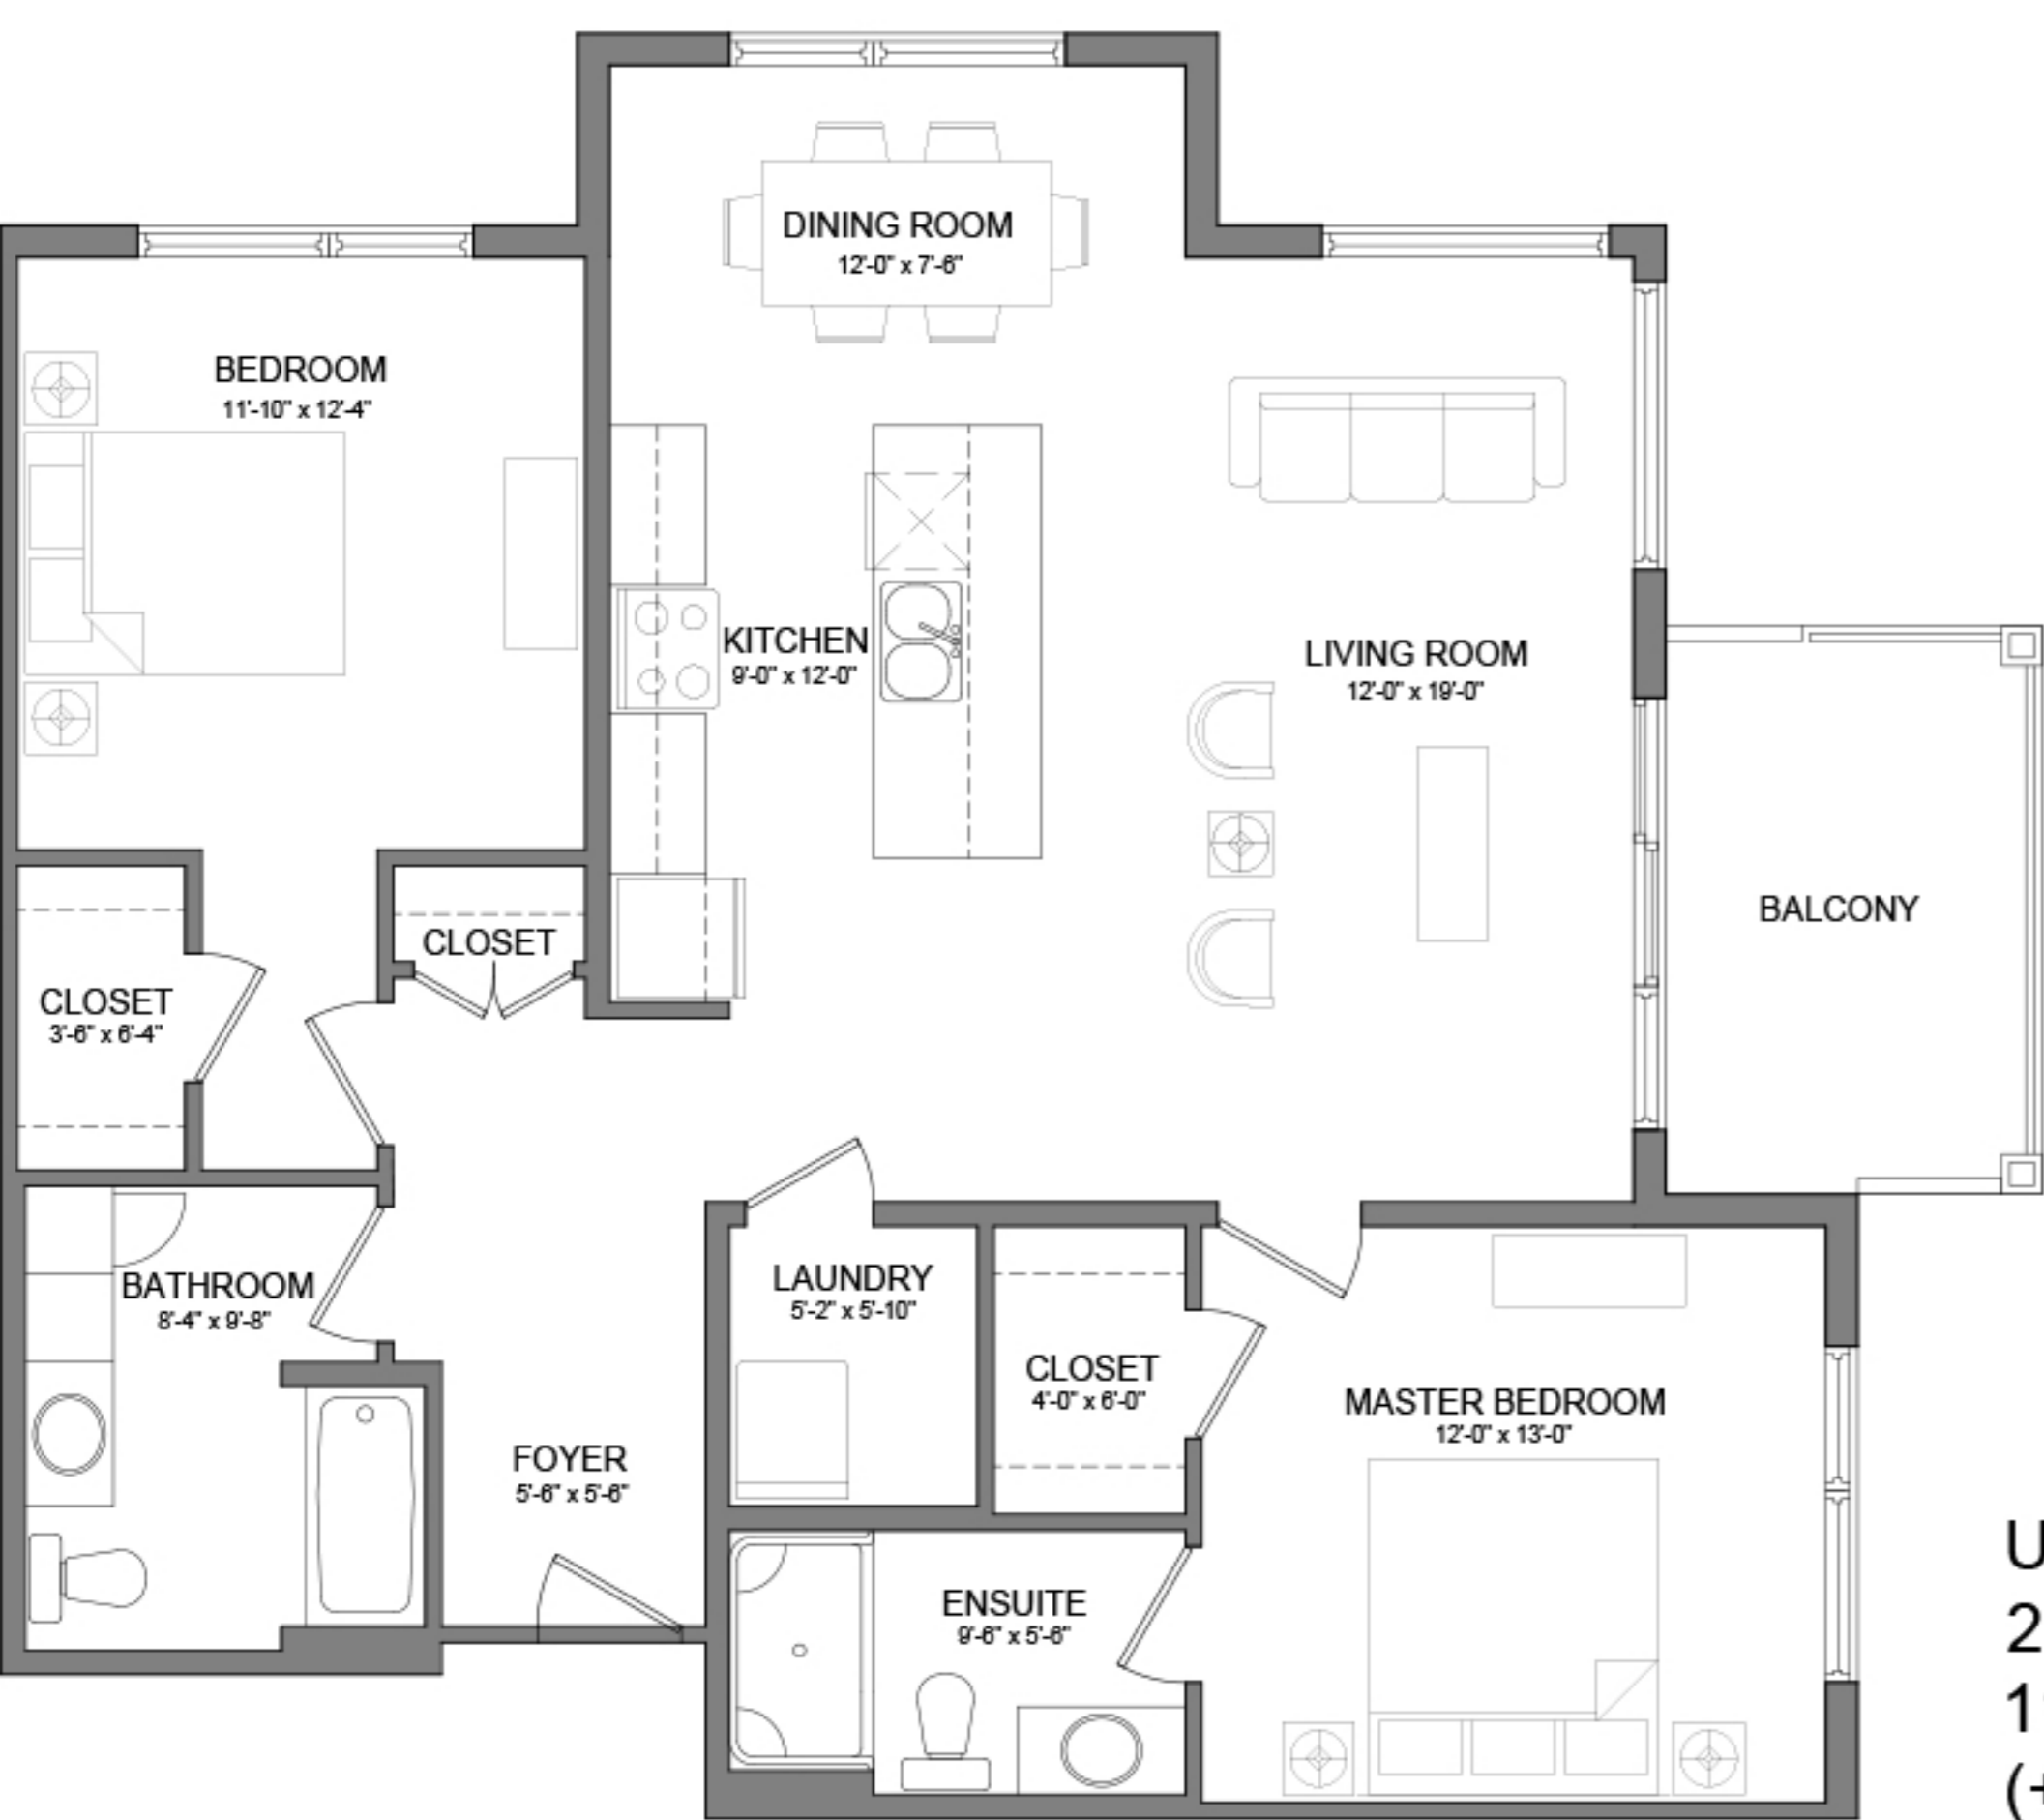 DINING ROOM
12'-0" x 7'-6"
BEDROOM
11'-10" x 12'-4"
KITCHEN
9'-0" x 12'-0"
LIVING ROOM
12'-0" x 19'-0"
BALCONY
CLOSET
CLOSET
3'-6" x 6'-4"
BATHROOM
8'-4" x 9'-8"
LAUNDRY
5'-2" x 5'-10"
CLOSET
4'-0" x 6'-0"
MASTER BEDROOM
12'-0" x 13'-0"
FOYER
5'-6" x 5'-6"
ENSUITE
9'-6" x 5'-6"
U
2
1
(+